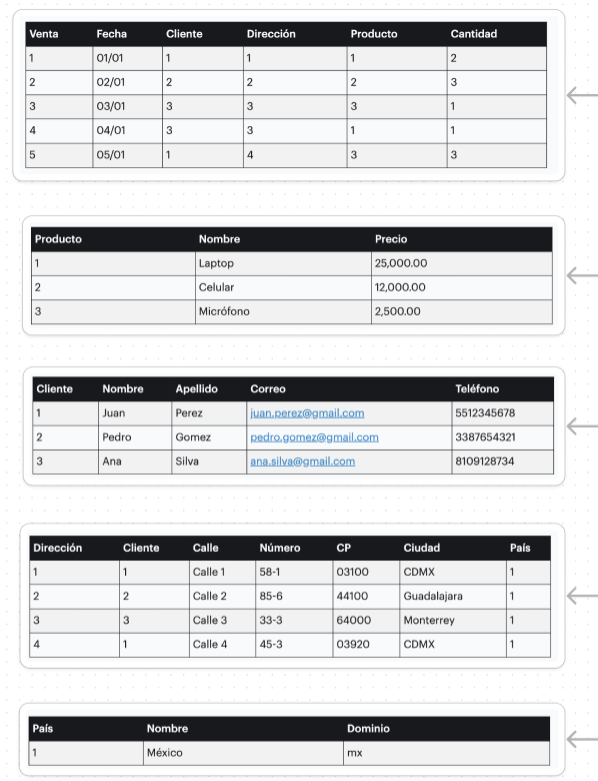 Venta Fecha Cliente Dirección Producto Cantidad
1 01/01 1 1 1 2
2 02/01 2 2 2 3
3 03/01 3 3 3 1
4 04/01 3 3 1 1
5 05/01 1 4 3 3
Producto Nombre Precio
1 Laptop 25,000.00
2 Celular 12,000.00
3 Micrófono 2,500.00
Cliente Nombre Apellido Correo Teléfono
1 Juan Perez juan.perez@gmail.com 5512345678
2 Pedro Gomez pedro.gomez@gmail.com 3387654321
3 Ana Silva ana.silva@gmail.com 8109128734
Dirección Cliente Calle Número CP Ciudad País
1 1 Calle 1 58-1 03100 CDMX 1
2 2 Calle 2 85-6 44100 Guadalajara 1
3 3 Calle 3 33-3 64000 Monterrey 1
4 1 Calle 4 45-3 03920 CDMX 1
País Nombre Dominio
1 México mx